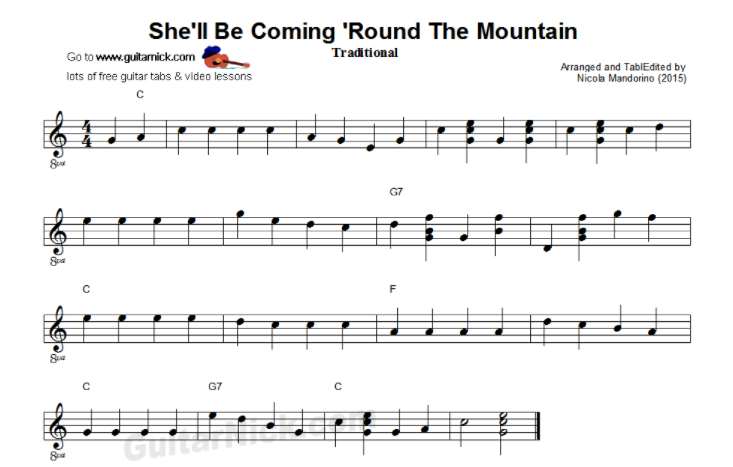 She'll Be Coming 'Round The Mountain
Traditional
Go to www.guitarnick.com
lots of free guitar tabs & video lessons
Arranged and TablEdited by
Nicola Mandorino (2015)
C
4
4
8va
G7
8va
C F
8va
C G7 C
8va
GuitarNick.com